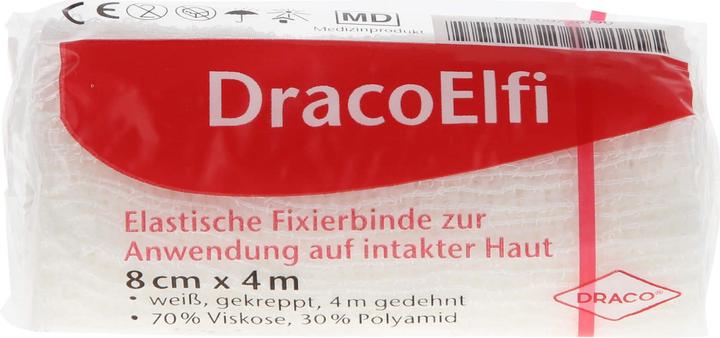 CE
MD
Medizinprodukt
DracoElfi
Elastische Fixierbinde zur
Anwendung auf intakter Haut
8 cm x 4 m
• weiß, gekreppt, 4 m gedehnt
• 70 % Viskose, 30 % Polyamid
DRACO®